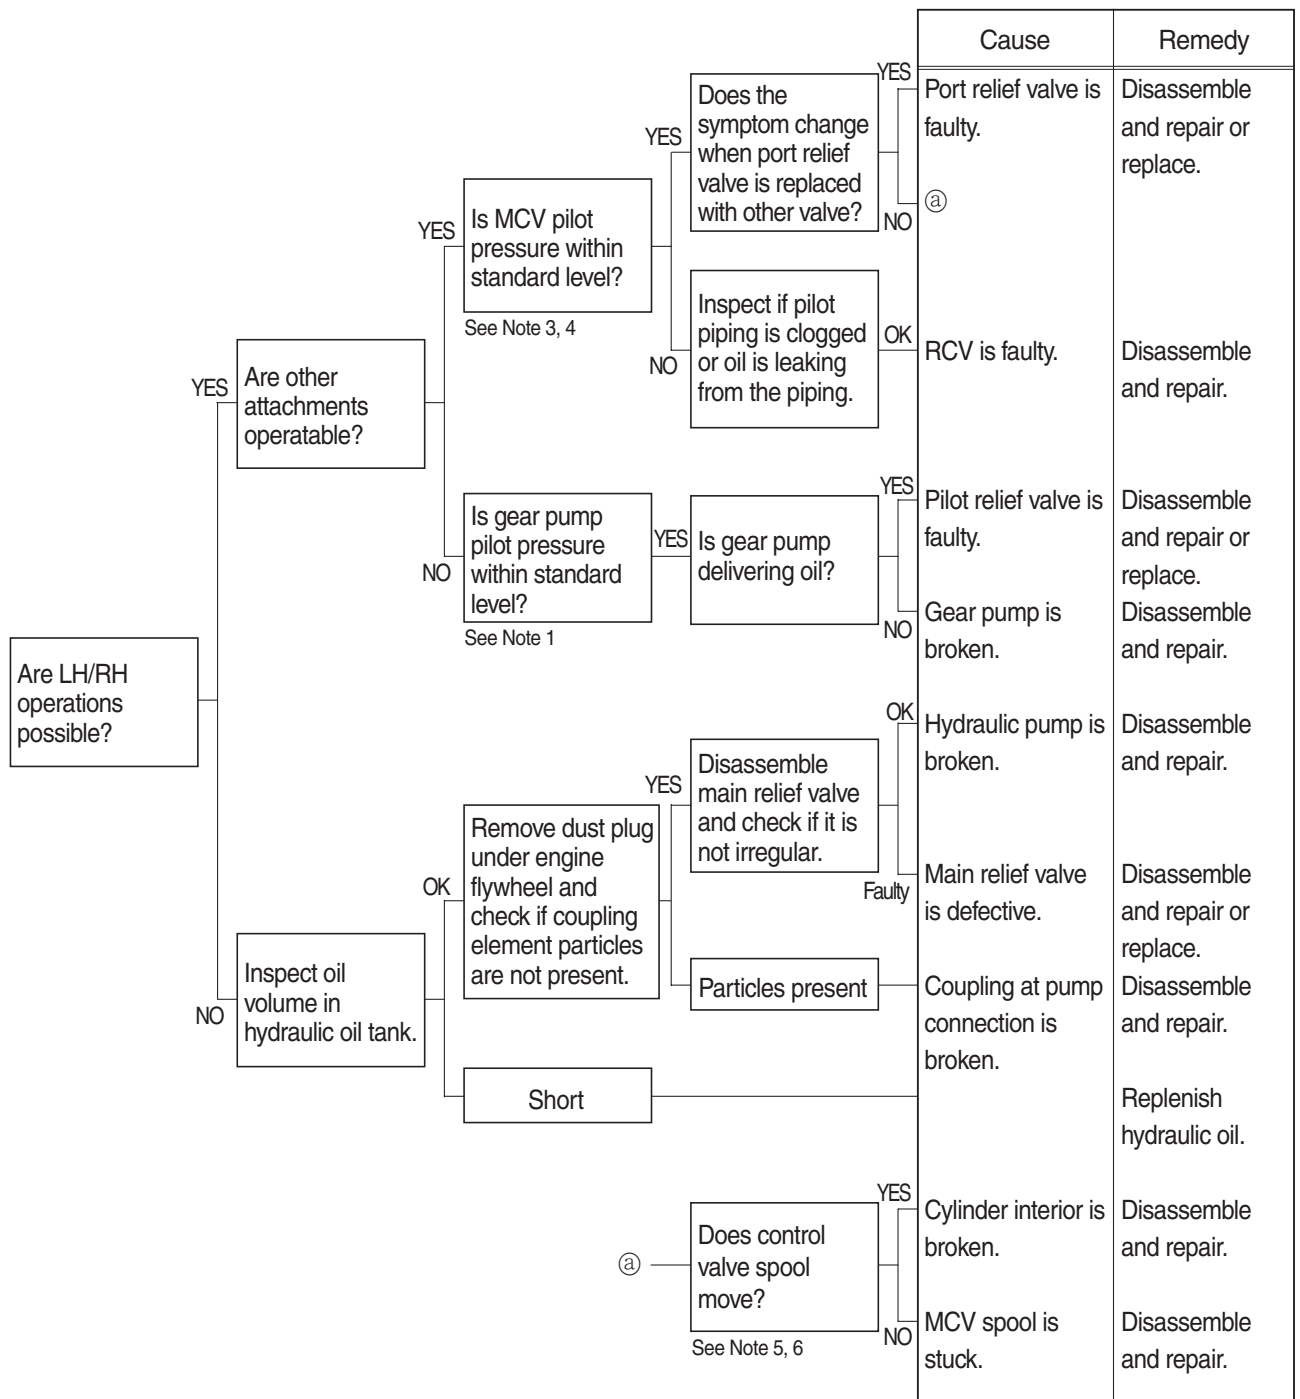 Cause
Remedy
Are LH/RH
operations
possible?
YES
Are other
attachments
operatable?
YES
Is MCV pilot
pressure within
standard level?
See Note 3, 4
YES
Does the
symptom change
when port relief
valve is replaced
with other valve?
YES
Port relief valve is
faulty.
Disassemble
and repair or
replace.
NO
ⓐ
NO
Inspect if pilot
piping is clogged
or oil is leaking
from the piping.
OK
RCV is faulty.
Disassemble
and repair.
NO
Is gear pump
pilot pressure
within standard
level?
See Note 1
YES
Is gear pump
delivering oil?
YES
Pilot relief valve is
faulty.
Disassemble
and repair or
replace.
NO
Gear pump is
broken.
Disassemble
and repair.
NO
Inspect oil
volume in
hydraulic oil tank.
OK
Remove dust plug
under engine
flywheel and
check if coupling
element particles
are not present.
YES
Disassemble
main relief valve
and check if it is
not irregular.
OK
Hydraulic pump is
broken.
Disassemble
and repair.
Faulty
Main relief valve
is defective.
Disassemble
and repair or
replace.
Particles present
Coupling at pump
connection is
broken.
Disassemble
and repair.
Short
Replenish
hydraulic oil.
ⓐ
Does control
valve spool
move?
See Note 5, 6
YES
Cylinder interior is
broken.
Disassemble
and repair.
NO
MCV spool is
stuck.
Disassemble
and repair.